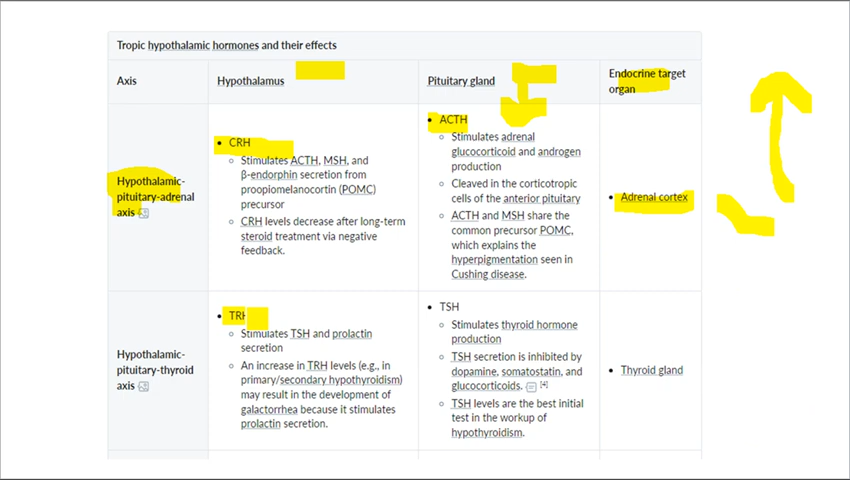 Tropic hypothalamic hormones and their effects
Axis
Hypothalamus
Pituitary gland
Endocrine target
organ
Hypothalamic-
pituitary-adrenal
axis
• CRH
Stimulates ACTH, MSH, and
β-endorphin secretion from
proopiomelanocortin (POMC)
precursor
CRH levels decrease after long-term
steroid treatment via negative
feedback.
• ACTH
Stimulates adrenal
glucocorticoid and androgen
production
Cleaved in the corticotropic
cells of the anterior pituitary
ACTH and MSH share the
common precursor POMC,
which explains the
hyperpigmentation seen in
Cushing disease.
• Adrenal cortex
Hypothalamic-
pituitary-thyroid
axis
• TRH
Stimulates TSH and prolactin
secretion
An increase in TRH levels (e.g., in
primary/secondary hypothyroidism)
may result in the development of
galactorrhea because it stimulates
prolactin secretion.
• TSH
Stimulates thyroid hormone
production
TSH secretion is inhibited by
dopamine, somatostatin, and
glucocorticoids. [4]
TSH levels are the best initial
test in the workup of
hypothyroidism.
• Thyroid gland